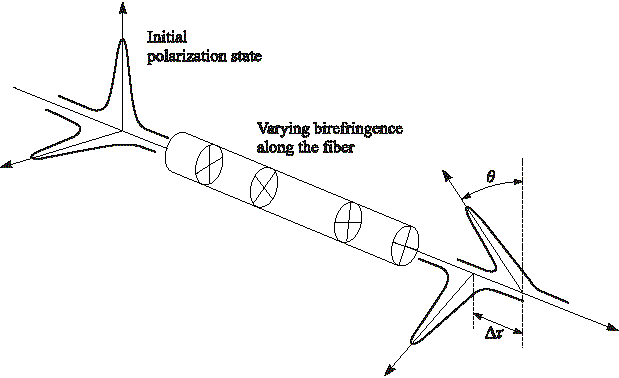 Initial
polarization state
Varying birefringence
along the fiber
θ
Δτ